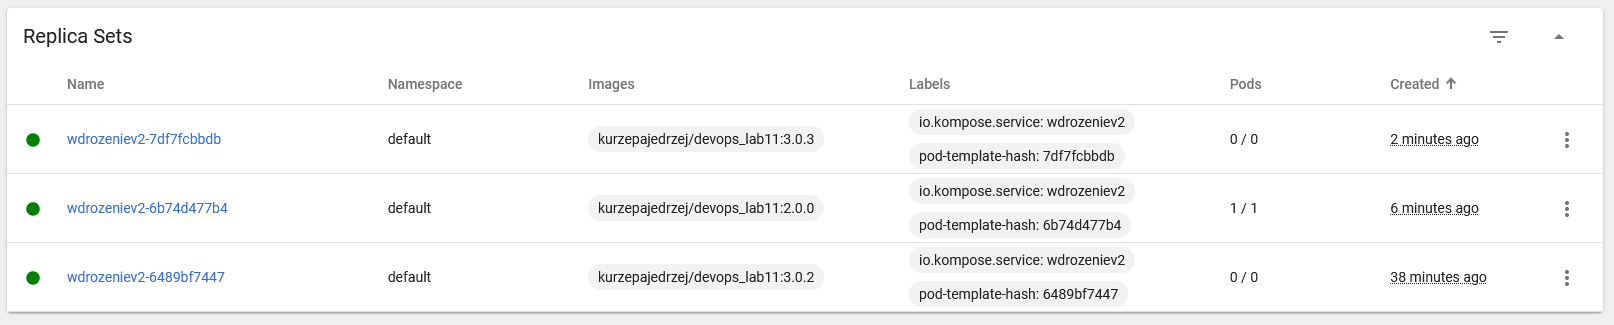 Replica Sets
Name Namespace Images Labels Pods Created
wdrozeniev2-7df7fcbbdb default kurzepajedrzej/devops_lab11:3.0.3 io.kompose.service: wdrozeniev2 0 / 0 2 minutes ago
pod-template-hash: 7df7fcbbdb
wdrozeniev2-6b74d477b4 default kurzepajedrzej/devops_lab11:2.0.0 io.kompose.service: wdrozeniev2 1 / 1 6 minutes ago
pod-template-hash: 6b74d477b4
wdrozeniev2-6489bf7447 default kurzepajedrzej/devops_lab11:3.0.2 io.kompose.service: wdrozeniev2 0 / 0 38 minutes ago
pod-template-hash: 6489bf7447